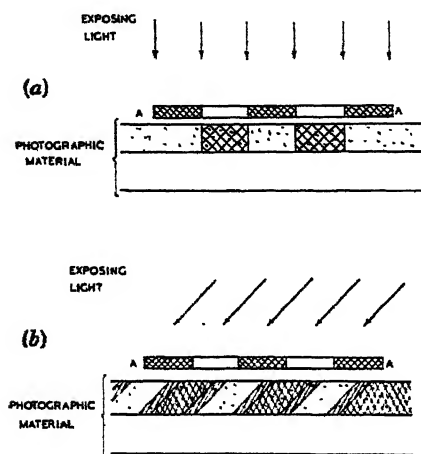 EXPOSING
LIGHT
(a)
A A
PHOTOGRAPHIC
MATERIAL
EXPOSING
LIGHT
(b)
A A
PHOTOGRAPHIC
MATERIAL